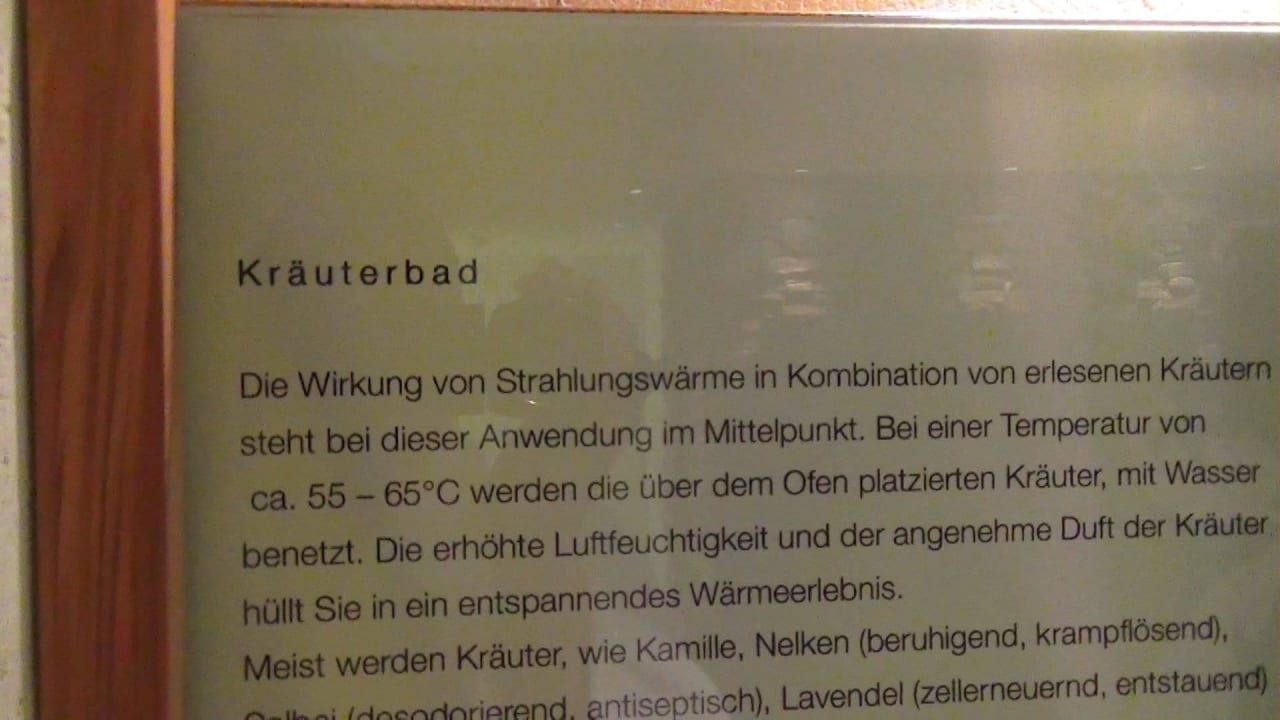 Kräuterbad
Die Wirkung von Strahlungswärme in Kombination von erlesenen Kräutern
steht bei dieser Anwendung im Mittelpunkt. Bei einer Temperatur von
ca. 55 – 65°C werden die über dem Ofen platzierten Kräuter, mit Wasser
benetzt. Die erhöhte Luftfeuchtigkeit und der angenehme Duft der Kräuter
hüllt Sie in ein entspannendes Wärmeerlebnis.
Meist werden Kräuter, wie Kamille, Nelken (beruhigend, krampflösend),
Salbei (desodorierend, antiseptisch), Lavendel (zellerneuernd, entstauend)